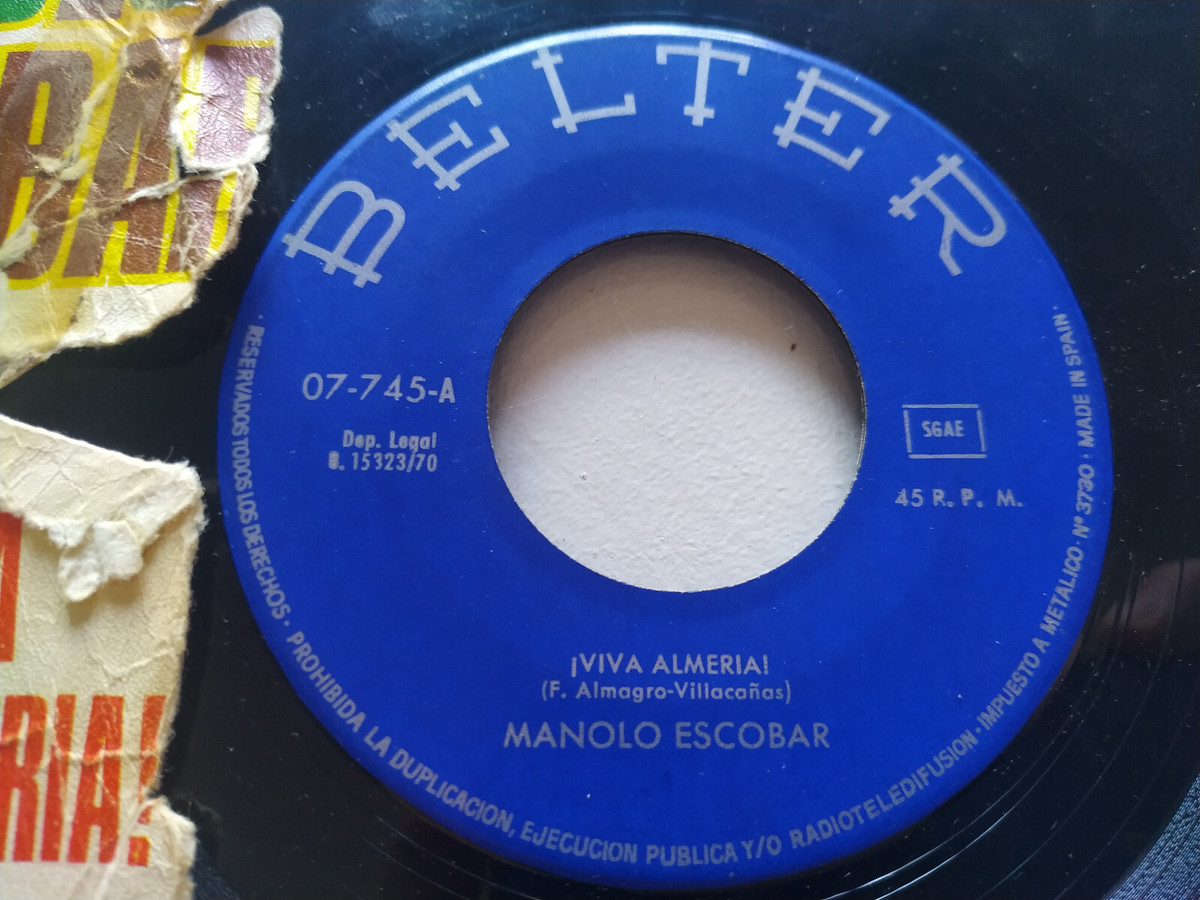 BELTER
07-745-A
Dep. Legal
B. 15323/70
SGAE
45 R. P. M.
¡VIVA ALMERIA!
(F. Almagro-Villacañas)
MANOLO ESCOBAR
· RESERVADOS TODOS LOS DERECHOS · PROHIBIDA LA DUPLICACION, EJECUCION PUBLICA Y/O RADIOTELEDIFUSION · IMPUESTO A METALICO · Nº 3730 · MADE IN SPAIN ·
RIA!